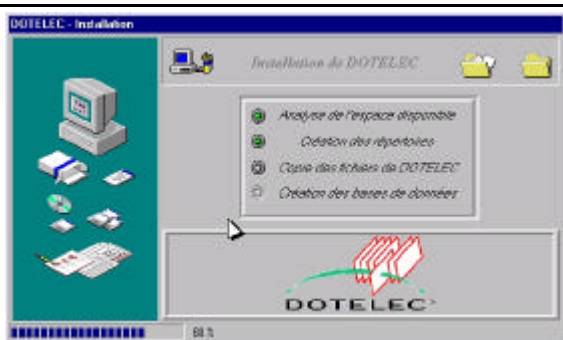 DOTELEC - Installation
Installation de DOTELEC
Analyse de l'espace disponible
Création des répertoires
Copie des fichiers de DOTELEC
Création des bases de données
DOTELEC
88 %